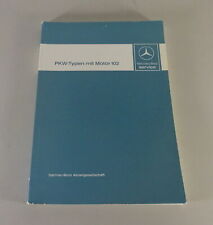 PKW-Typen mit Motor 102
Mercedes-Benz
service
Daimler-Benz Aktiengesellschaft